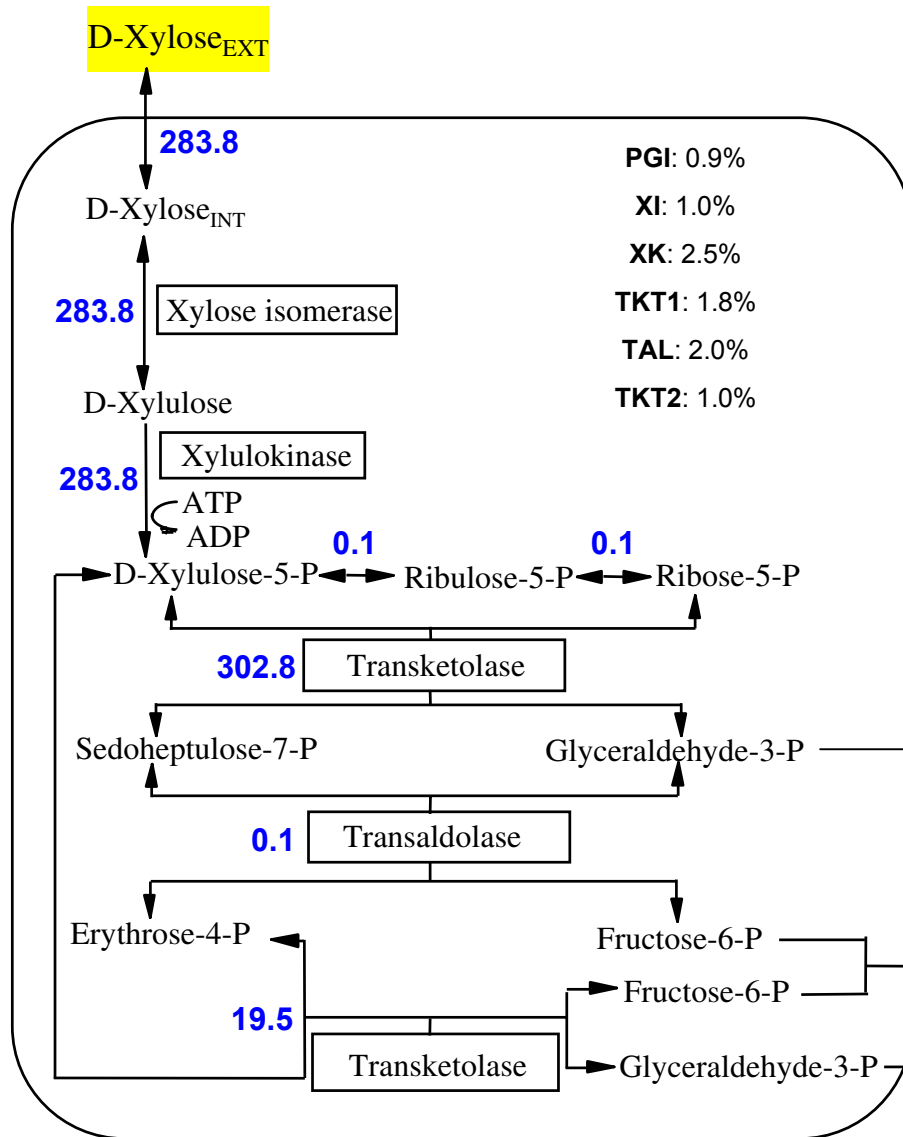 D-XyloseEXT
283.8
PGI: 0.9%
XI: 1.0%
XK: 2.5%
TKT1: 1.8%
TAL: 2.0%
TKT2: 1.0%
D-XyloseINT
283.8
Xylose isomerase
D-Xylulose
Xylulokinase
283.8
ATP
ADP
0.1
0.1
D-Xylulose-5-P
Ribulose-5-P
Ribose-5-P
302.8
Transketolase
Sedoheptulose-7-P
Glyceraldehyde-3-P
0.1
Transaldolase
Erythrose-4-P
Fructose-6-P
Fructose-6-P
19.5
Transketolase
Glyceraldehyde-3-P